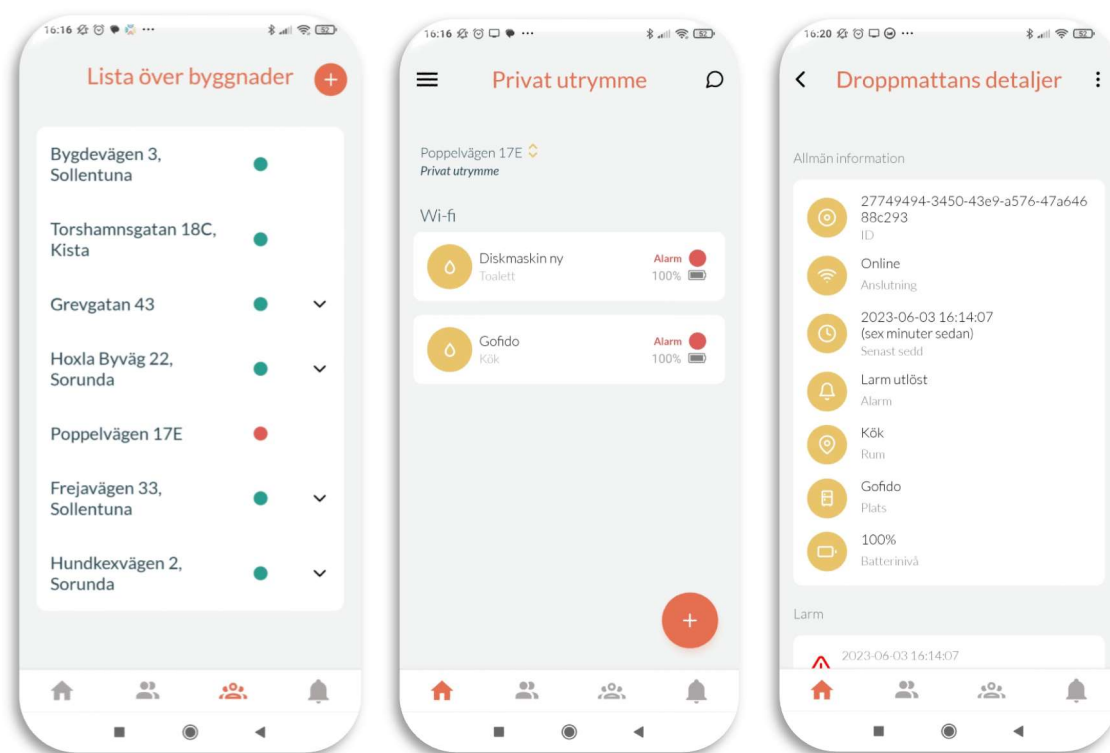 16:16
52
Lista över byggnader
Bygdevägen 3,
Sollentuna
Torshamnsgatan 18C,
Kista
Grevgatan 43
Hoxla Byväg 22,
Sorunda
Poppelvägen 17E
Frejavägen 33,
Sollentuna
Hundkexvägen 2,
Sorunda
16:16
52
Privat utrymme
Poppelvägen 17E
Privat utrymme
Wi-fi
Diskmaskin ny
Alarm
Toalett
100%
Gofido
Alarm
Kök
100%
16:20
52
Droppmattans detaljer
Allmän information
27749494-3450-43e9-a576-47a646
88c293
ID
Online
Anslutning
2023-06-03 16:14:07
(sex minuter sedan)
Senast sedd
Larm utlöst
Alarm
Kök
Rum
Gofido
Plats
100%
Batterinivå
Larm
2023-06-03 16:14:07